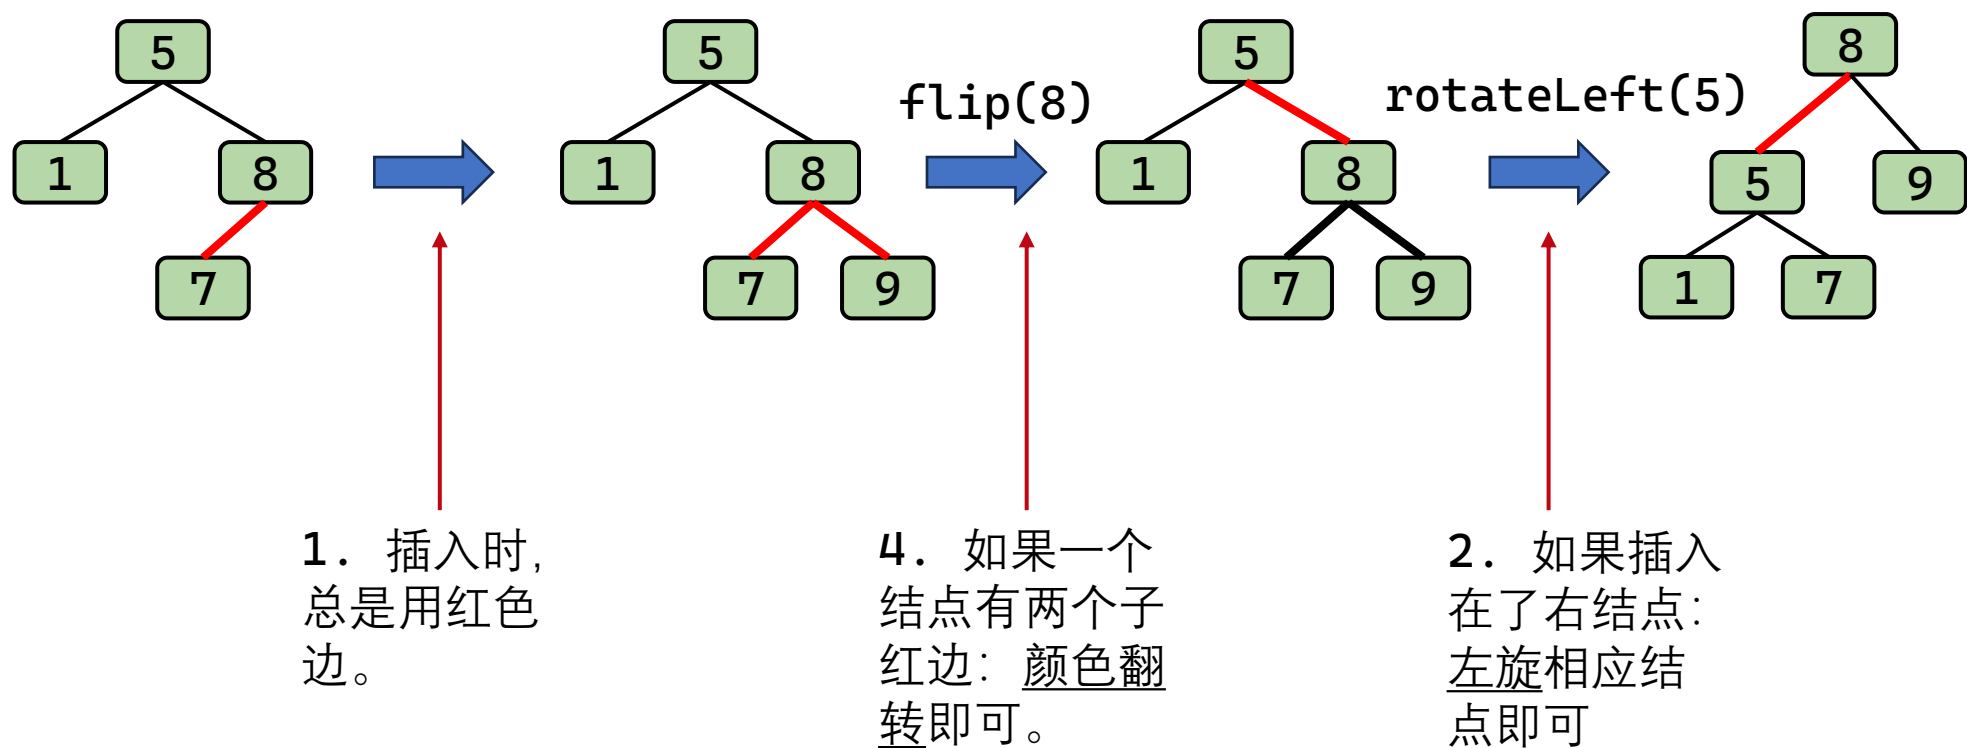 5
1
8
7
5
1
8
7
9
flip(8)
5
1
8
7
9
rotateLeft(5)
8
5
9
1
7
1. 插入时,
总是用红色
边。
4. 如果一个
结点有两个子
红边：颜色翻
转即可。
2. 如果插入
在了右结点：
左旋相应结
点即可